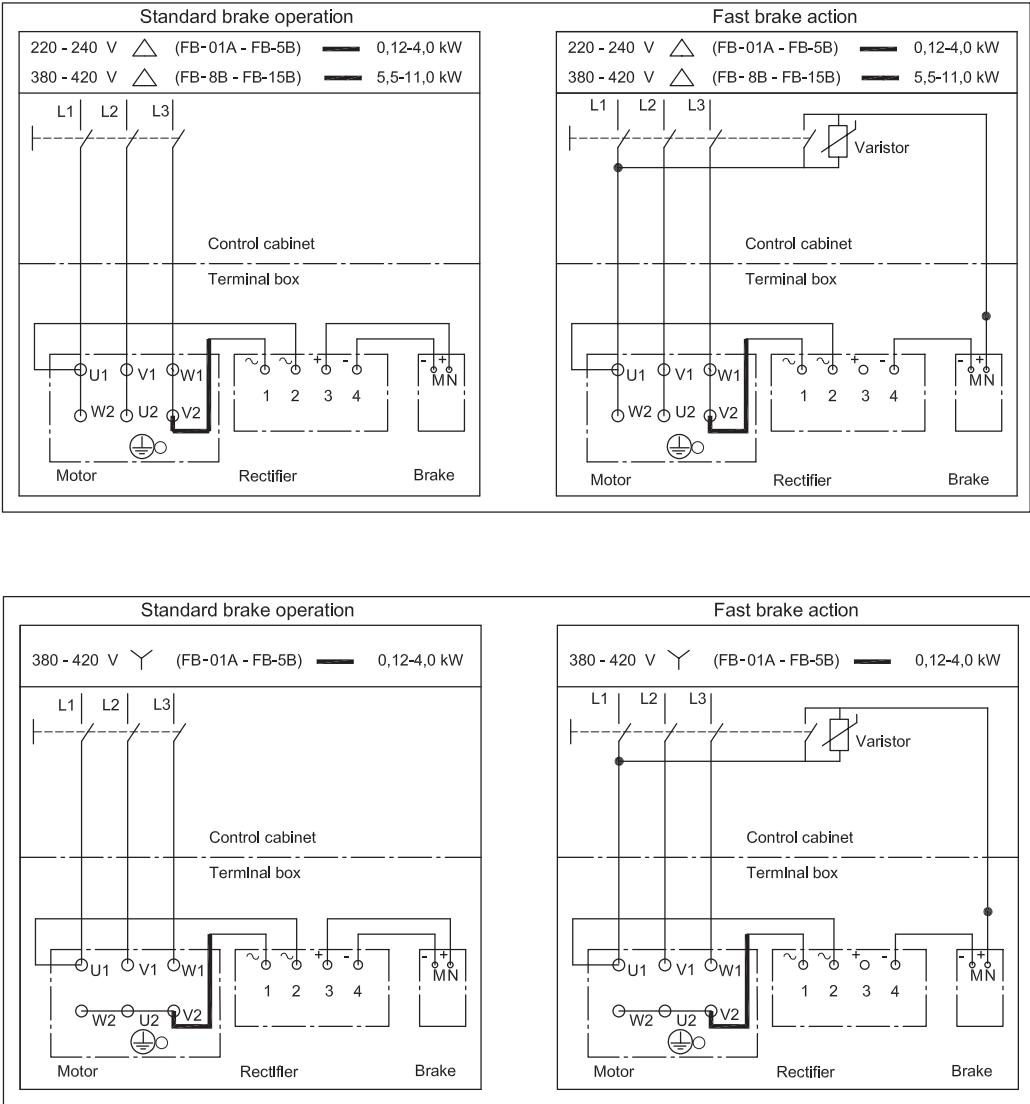 Standard brake operation
220 - 240 V (FB-01A - FB-5B) 0,12-4,0 kW
380 - 420 V (FB-8B - FB-15B) 5,5-11,0 kW
L1 L2 L3
Control cabinet
Terminal box
U1 V1 W1
~ ~ + -
1 2 3 4
- +
M N
W2 U2 V2
Motor Rectifier Brake
Fast brake action
220 - 240 V (FB-01A - FB-5B) 0,12-4,0 kW
380 - 420 V (FB-8B - FB-15B) 5,5-11,0 kW
L1 L2 L3
Varistor
Control cabinet
Terminal box
U1 V1 W1
~ ~ + -
1 2 3 4
- +
M N
W2 U2 V2
Motor Rectifier Brake
Standard brake operation
380 - 420 V (FB-01A - FB-5B) 0,12-4,0 kW
L1 L2 L3
Control cabinet
Terminal box
U1 V1 W1
~ ~ + -
1 2 3 4
- +
M N
W2 U2 V2
Motor Rectifier Brake
Fast brake action
380 - 420 V (FB-01A - FB-5B) 0,12-4,0 kW
L1 L2 L3
Varistor
Control cabinet
Terminal box
U1 V1 W1
~ ~ + -
1 2 3 4
- +
M N
W2 U2 V2
Motor Rectifier Brake